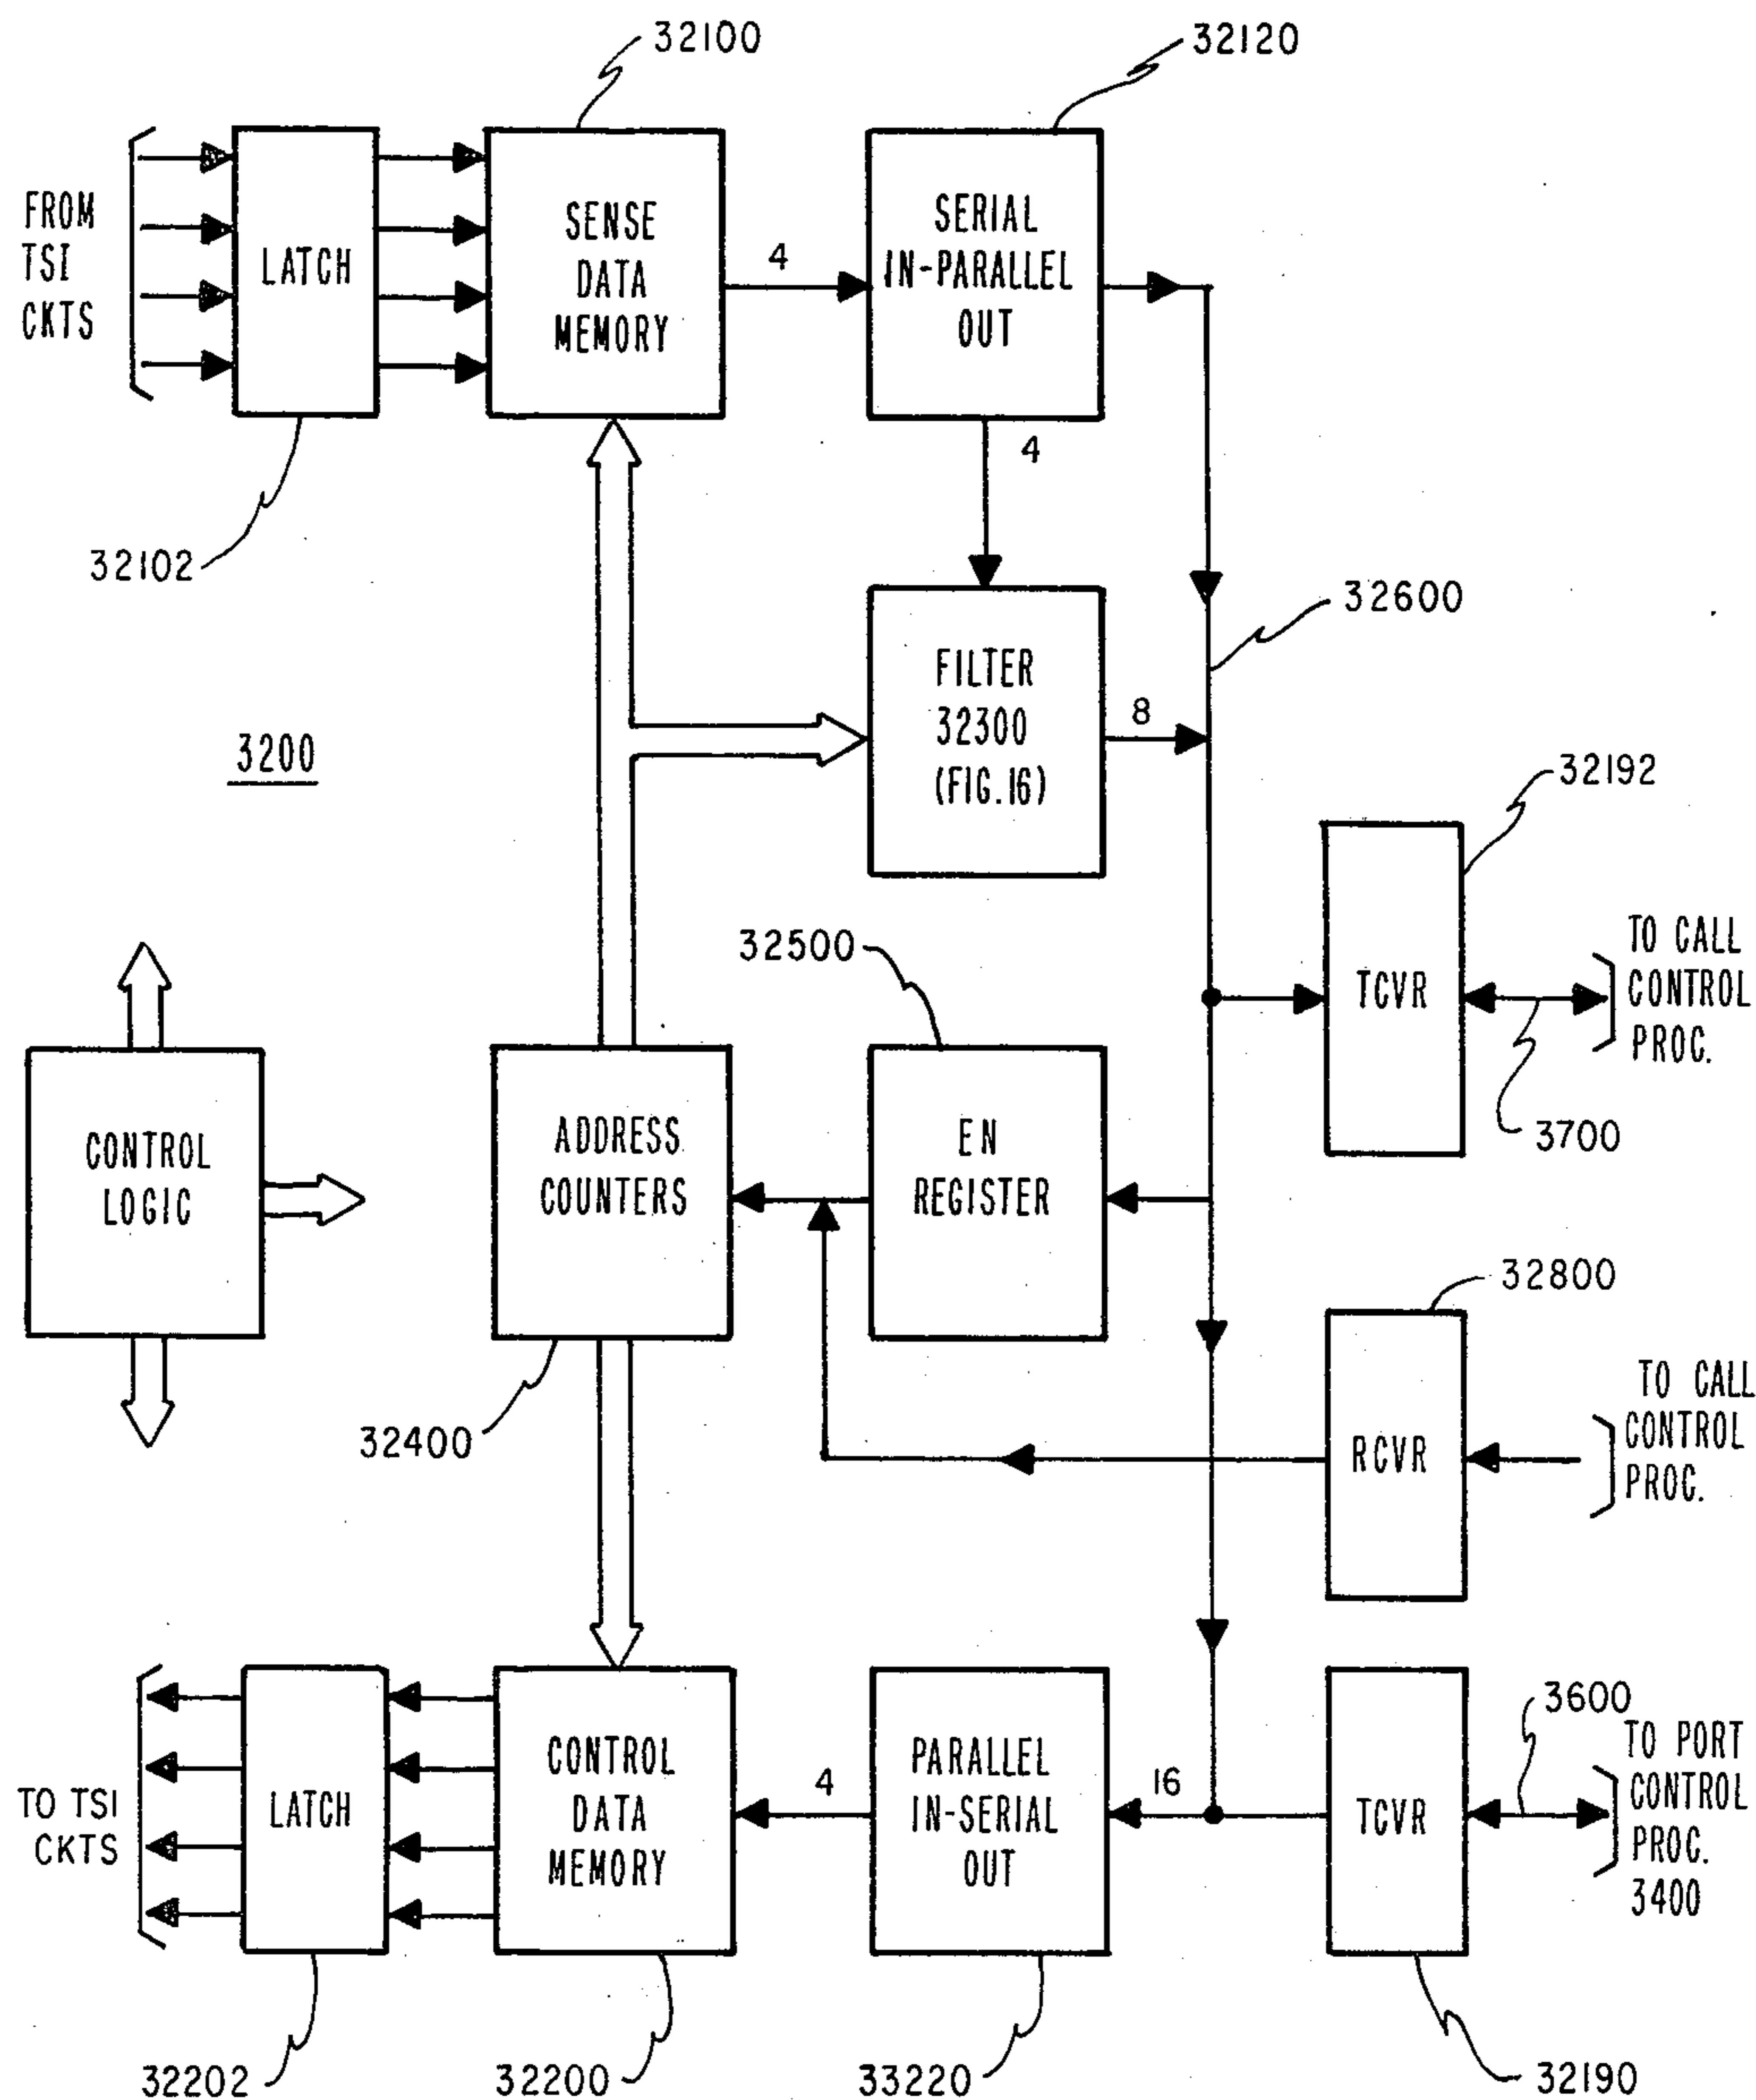 32100
32120
FROM
TSI
CKTS
LATCH
SENSE
DATA
MEMORY
4
SERIAL
IN-PARALLEL
OUT
4
32102
32600
FILTER
32300
(FIG.16)
8
3200
32192
TCVR
TO CALL
CONTROL
PROC.
3700
32500
CONTROL
LOGIC
ADDRESS
COUNTERS
EN
REGISTER
32400
32800
RCVR
TO CALL
CONTROL
PROC.
TO TSI
CKTS
LATCH
CONTROL
DATA
MEMORY
4
PARALLEL
IN-SERIAL
OUT
16
TCVR
3600
TO PORT
CONTROL
PROC.
3400
32202
32200
33220
32190